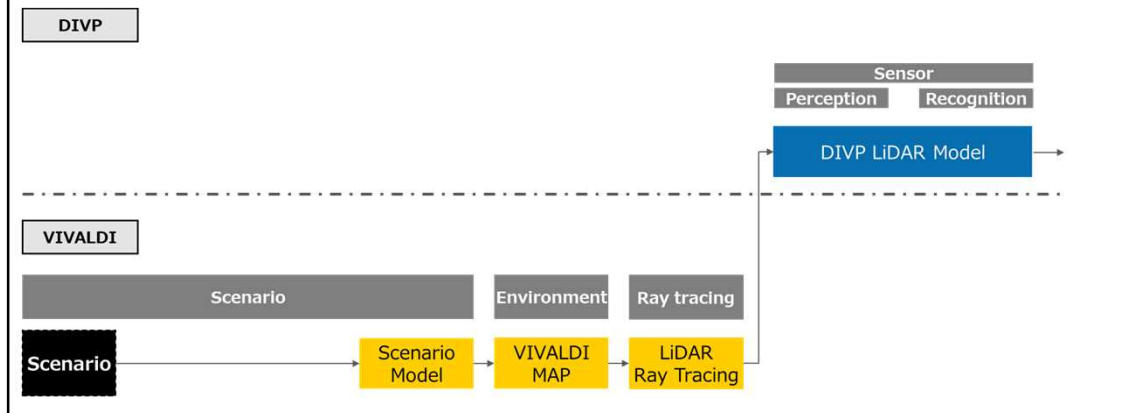 DIVP
Sensor
Perception Recognition
DIVP LiDAR Model
VIVALDI
Scenario Environment Ray tracing
Scenario
Scenario
Model
VIVALDI
MAP
LiDAR
Ray Tracing